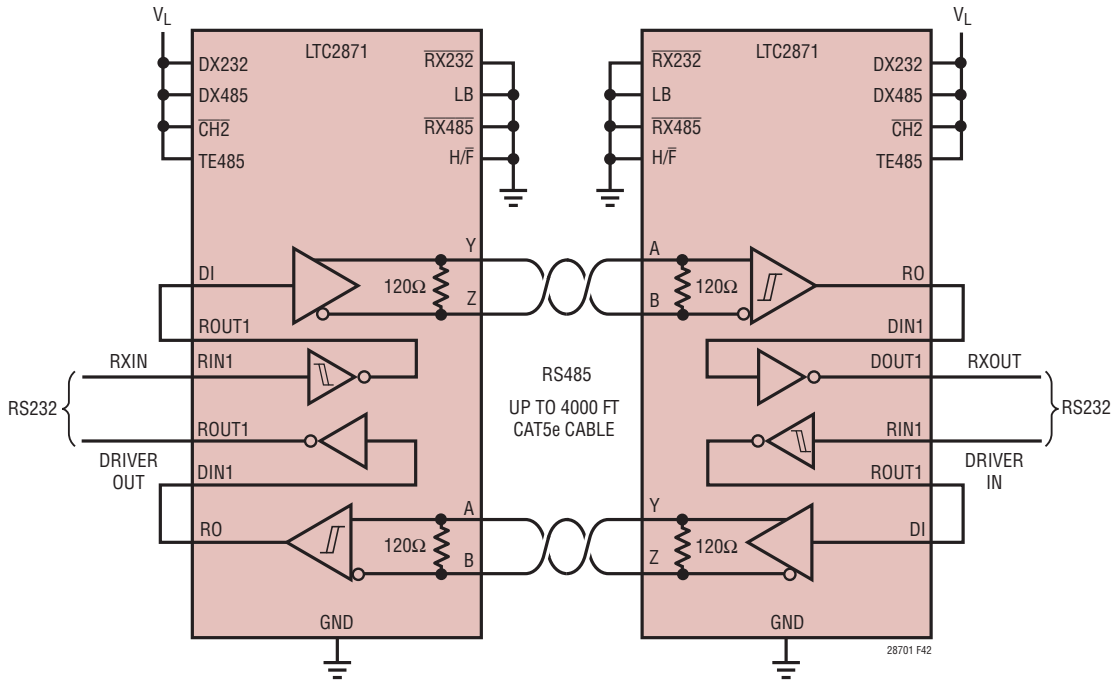 VL
LTC2871
DX232
DX485
CH2
TE485
RX232
LB
RX485
H/F
Y
Z
120Ω
DI
ROUT1
RIN1
RXIN
RS232
ROUT1
DRIVER
OUT
DIN1
RO
A
B
120Ω
GND
RS485
UP TO 4000 FT
CAT5e CABLE
VL
LTC2871
RX232
LB
RX485
H/F
DX232
DX485
CH2
TE485
A
B
120Ω
RO
DIN1
DOUT1
RXOUT
RS232
RIN1
DRIVER
IN
ROUT1
Y
Z
120Ω
DI
GND
28701 F42